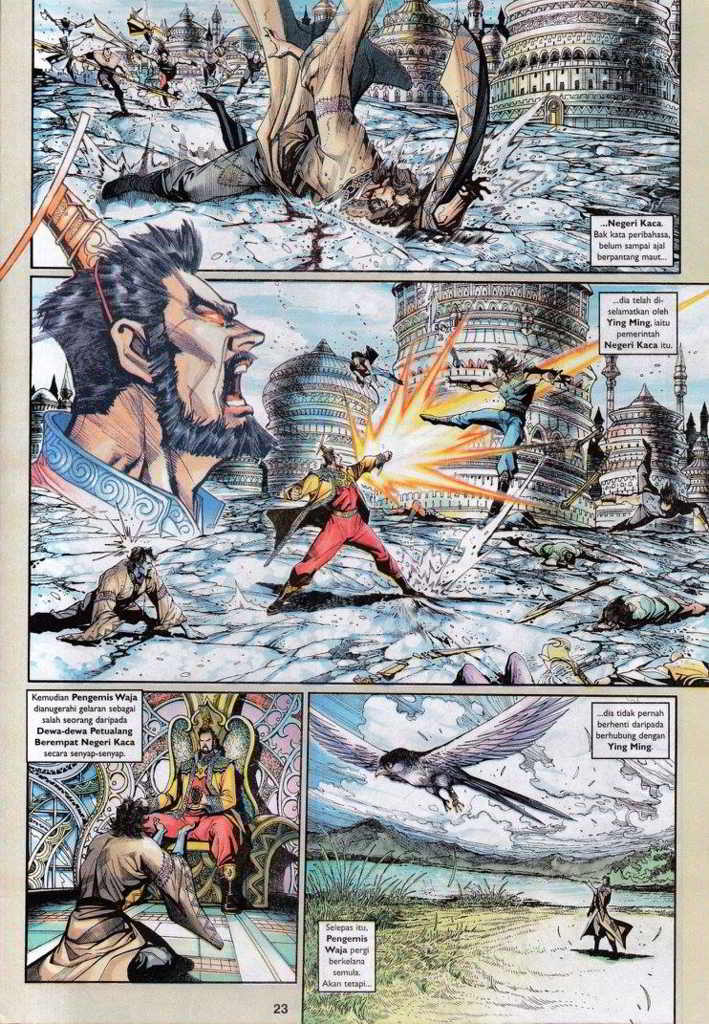 ...Negeri Kaca.
Bak kata peribahasa,
belum sampai ajal
berpantang maut...
...dia telah di-
selamatkan oleh
Ying Ming, iaitu
pemerintah
Negeri Kaca itu.
Kemudian Pengemis Waja
dianugerahi gelaran sebagai
salah seorang daripada
Dewa-dewa Petualang
Berempat Negeri Kaca
secara senyap-senyap.
Selepas itu,
Pengemis
Waja pergi
berkelana
semula.
Akan tetapi...
...dia tidak pernah
berhenti daripada
berhubung dengan
Ying Ming.
23